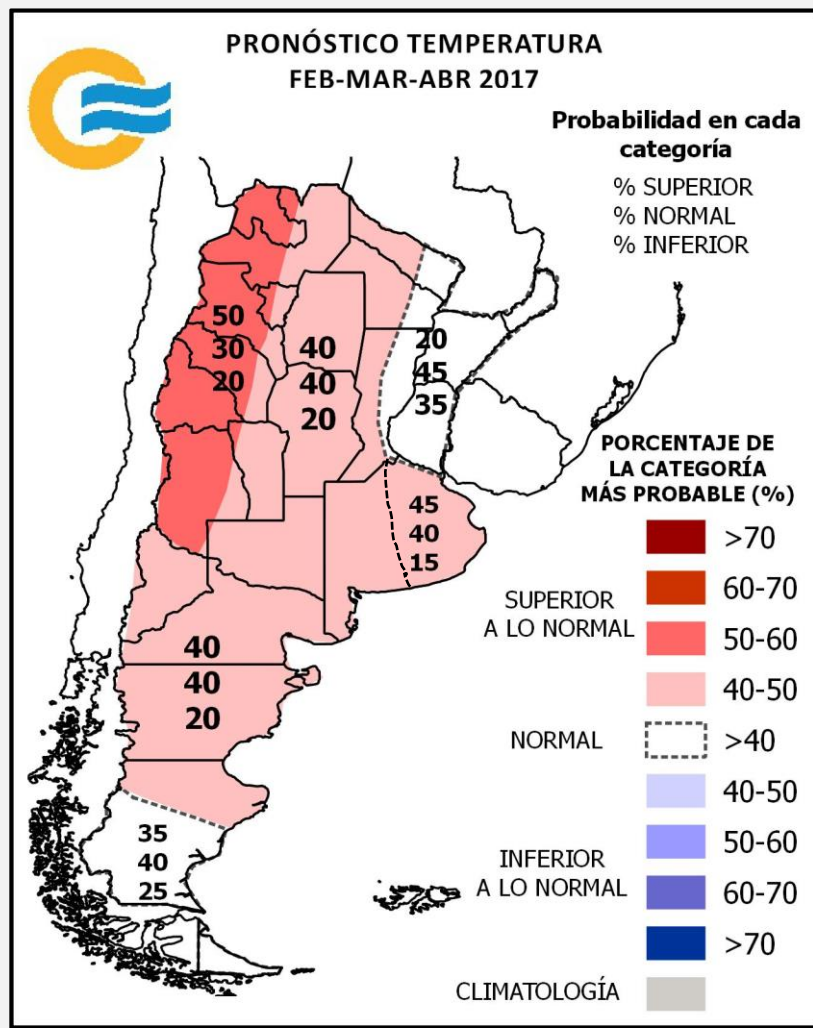 PRONÓSTICO TEMPERATURA
FEB-MAR-ABR 2017
Probabilidad en cada
categoría
% SUPERIOR
% NORMAL
% INFERIOR
50
30
20
40
40
20
20
45
35
45
40
15
40
40
20
35
40
25
PORCENTAJE DE
LA CATEGORÍA
MÁS PROBABLE (%)
>70
60-70
SUPERIOR
A LO NORMAL
50-60
40-50
NORMAL >40
40-50
50-60
INFERIOR
A LO NORMAL
60-70
>70
CLIMATOLOGÍA